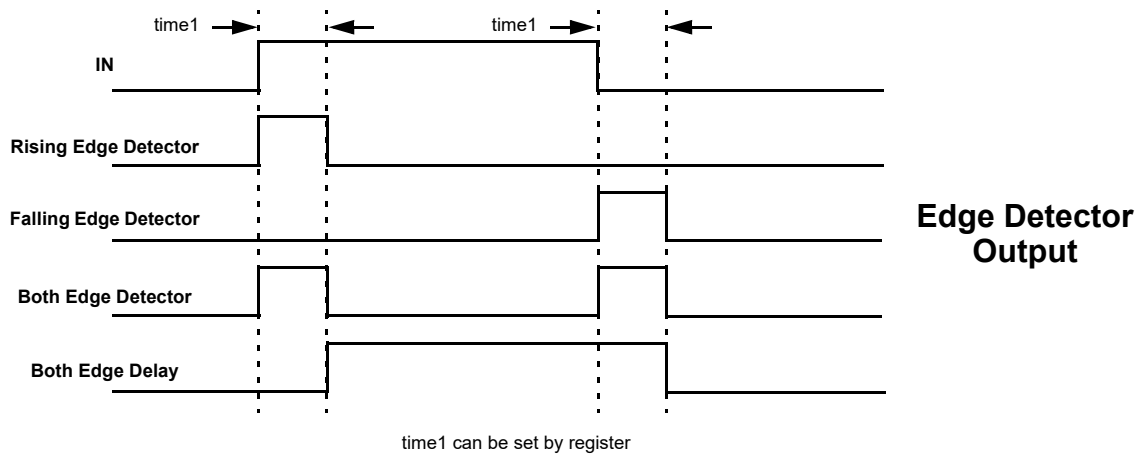 time1
time1
IN
Rising Edge Detector
Falling Edge Detector
Edge Detector
Output
Both Edge Detector
Both Edge Delay
time1 can be set by register